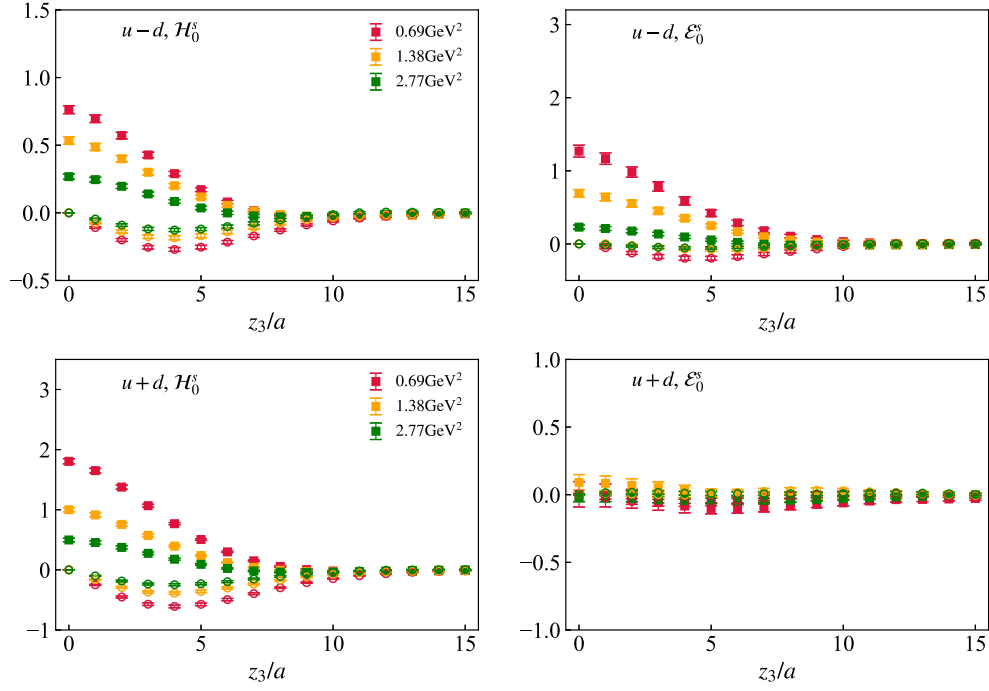 1.5
1.0
0.5
0.0
−0.5
u − d, ℋ₀ˢ
0.69GeV²
1.38GeV²
2.77GeV²
0 5 10 15
z₃/a
3
2
1
0
u − d, ℰ₀ˢ
0 5 10 15
z₃/a
3
2
1
0
−1
u + d, ℋ₀ˢ
0.69GeV²
1.38GeV²
2.77GeV²
0 5 10 15
z₃/a
1.0
0.5
0.0
−0.5
−1.0
u + d, ℰ₀ˢ
0 5 10 15
z₃/a